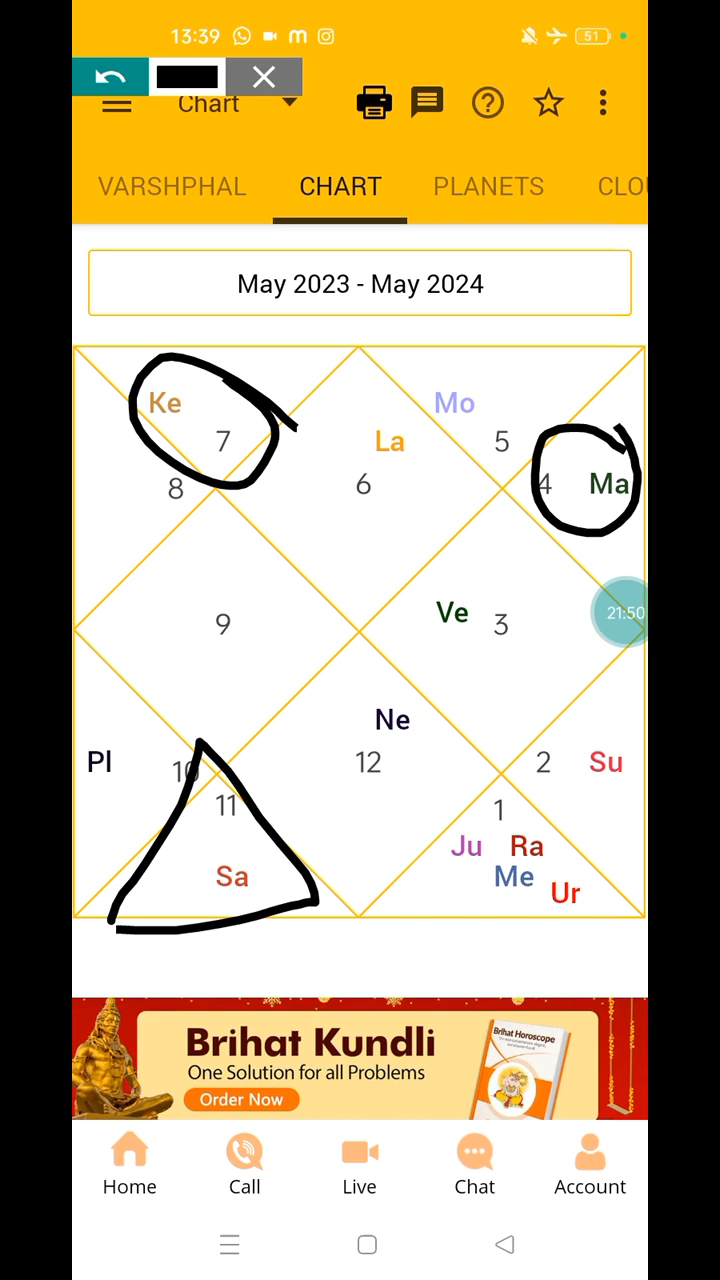 13:39 m 51
Chart
VARSHPHAL CHART PLANETS CLO
May 2023 - May 2024
Ke Mo
7 La 5
8 6 4 Ma
9 Ve 3 21:50
Ne
Pl 10 12 2 Su
11 1
Ju Ra
Sa Me
Ur
Brihat Kundli
One Solution for all Problems
Order Now
Brihat Horoscope
Home Call Live Chat Account